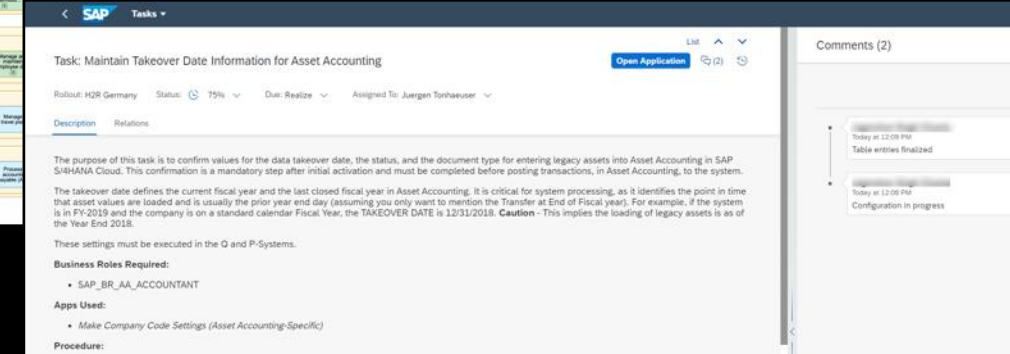 SAP Tasks
List
Task: Maintain Takeover Date Information for Asset Accounting
Open Application (2)
Rollout: H2R Germany Status: 75% Due: Realize Assigned To: Juergen Tonhaeuser
Description Relations
The purpose of this task is to confirm values for the data takeover date, the status, and the document type for entering legacy assets into Asset Accounting in SAP
S/4HANA Cloud. This confirmation is a mandatory step after initial activation and must be completed before posting transactions, in Asset Accounting, to the system.
The takeover date defines the current fiscal year and the last closed fiscal year in Asset Accounting. It is critical for system processing, as it identifies the point in time
that asset values are loaded and is usually the prior year end day (assuming you only want to mention the Transfer at End of Fiscal year). For example, if the system
is in FY-2019 and the company is on a standard calendar Fiscal Year, the TAKEOVER DATE is 12/31/2018. Caution - This implies the loading of legacy assets is as of
the Year End 2018.
These settings must be executed in the Q and P-Systems.
Business Roles Required:
• SAP_BR_AA_ACCOUNTANT
Apps Used:
• Make Company Code Settings (Asset Accounting-Specific)
Procedure:
Comments (2)
Today at 12:09 PM
Table entries finalized
Today at 12:08 PM
Configuration in progress